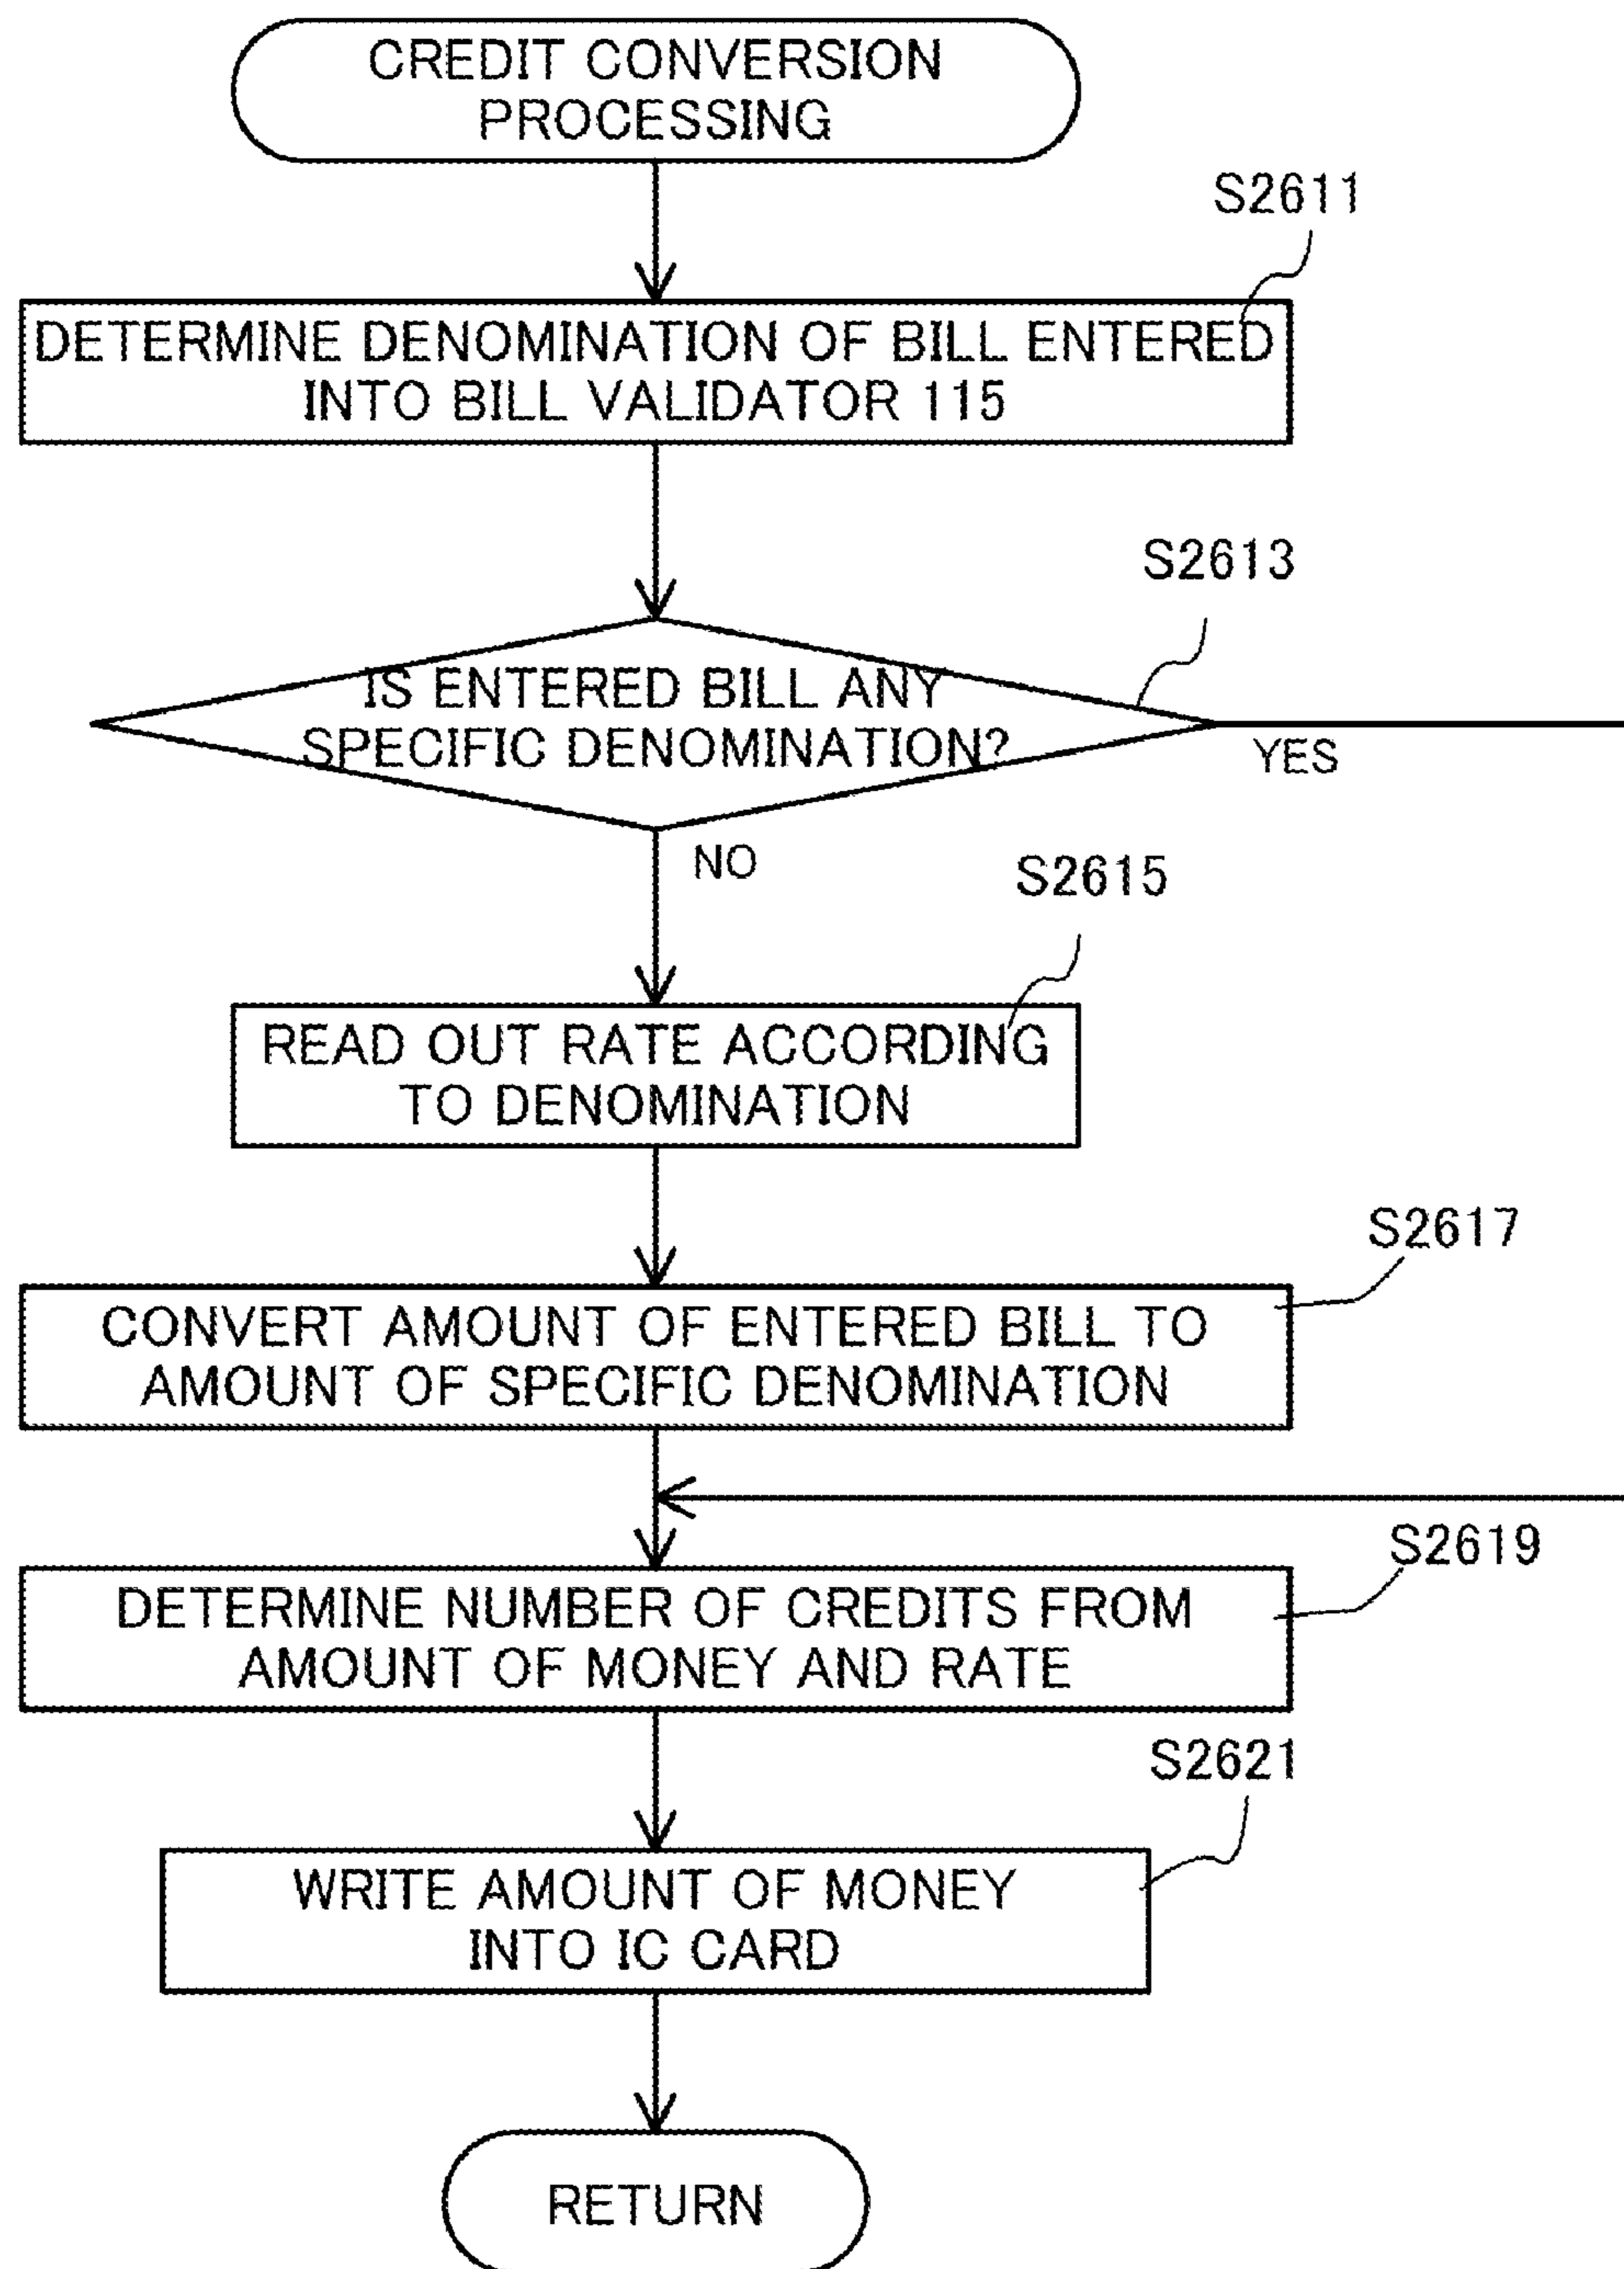 CREDIT CONVERSION
PROCESSING
S2611
DETERMINE DENOMINATION OF BILL ENTERED
INTO BILL VALIDATOR 115
S2613
IS ENTERED BILL ANY
SPECIFIC DENOMINATION?
YES
NO
S2615
READ OUT RATE ACCORDING
TO DENOMINATION
S2617
CONVERT AMOUNT OF ENTERED BILL TO
AMOUNT OF SPECIFIC DENOMINATION
S2619
DETERMINE NUMBER OF CREDITS FROM
AMOUNT OF MONEY AND RATE
S2621
WRITE AMOUNT OF MONEY
INTO IC CARD
RETURN